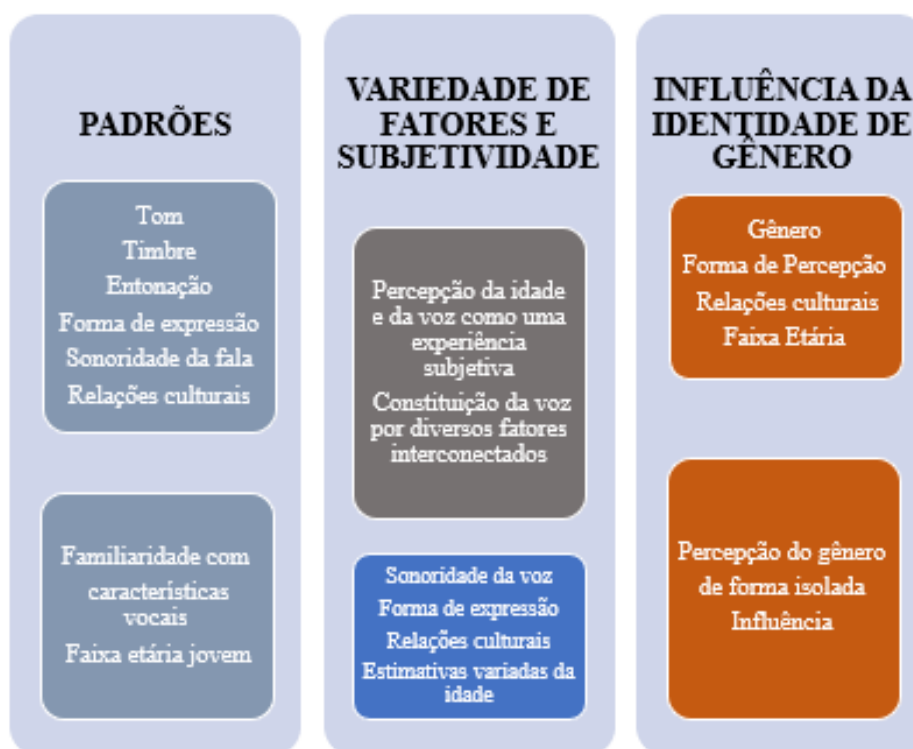 PADRÕES
Tom
Timbre
Entonação
Forma de expressão
Sonoridade da fala
Relações culturais
Familiaridade com
características
vocais
Faixa etária jovem
VARIEDADE DE
FATORES E
SUBJETIVIDADE
Percepção da idade
e da voz como uma
experiência
subjetiva
Constituição da voz
por diversos fatores
interconectados
Sonoridade da voz
Forma de expressão
Relações culturais
Estimativas variadas da
idade
INFLUÊNCIA DA
IDENTIDADE DE
GÊNERO
Gênero
Forma de Percepção
Relações culturais
Faixa Etária
Percepção do gênero
de forma isolada
Influência